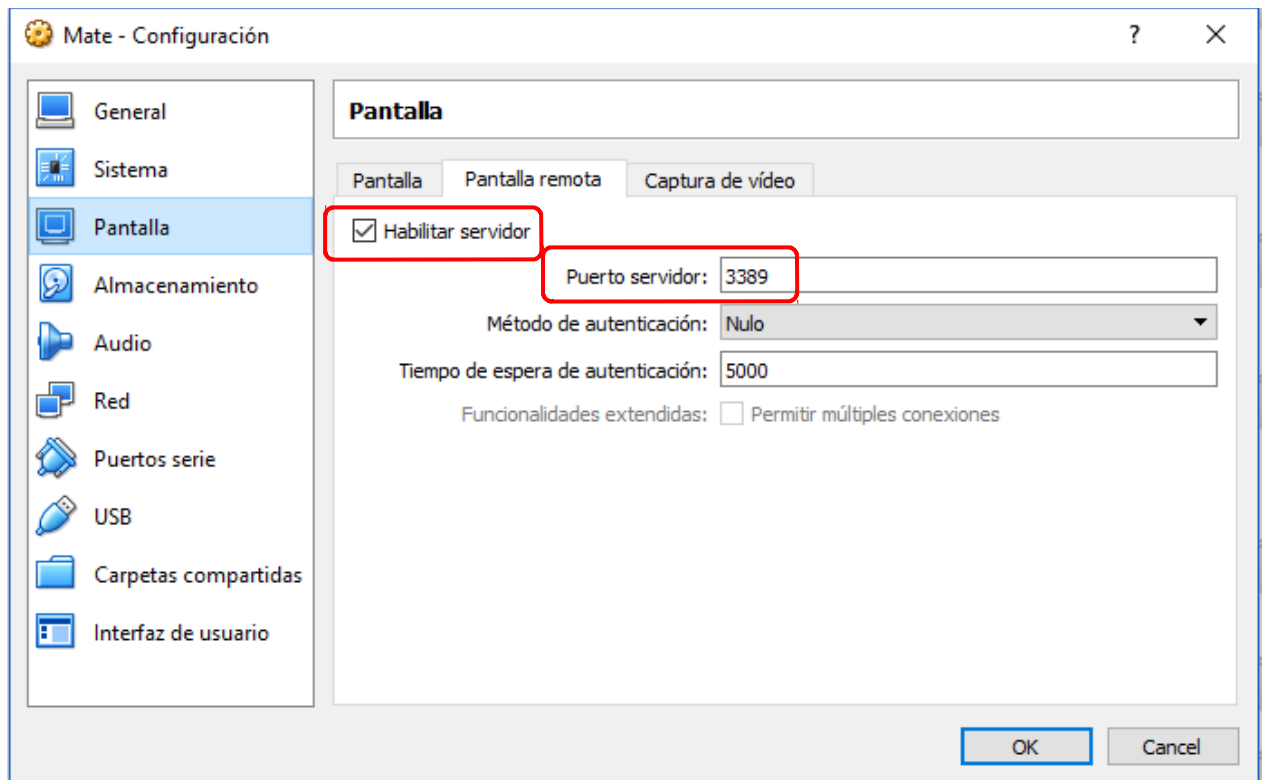 Mate - Configuración
?
General
Sistema
Pantalla
Almacenamiento
Audio
Red
Puertos serie
USB
Carpetas compartidas
Interfaz de usuario
Pantalla
Pantalla Pantalla remota Captura de vídeo
Habilitar servidor
Puerto servidor: 3389
Método de autenticación: Nulo
Tiempo de espera de autenticación: 5000
Funcionalidades extendidas: Permitir múltiples conexiones
OK Cancel